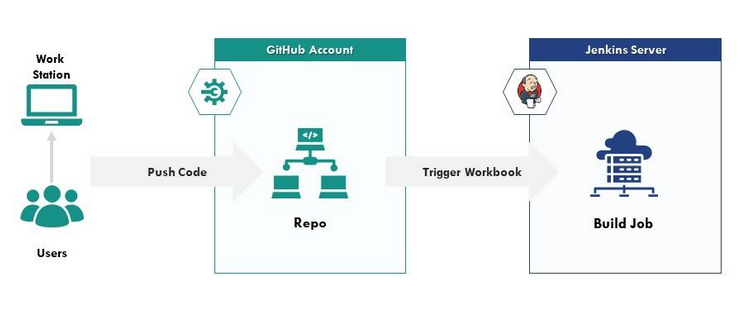 Work
Station
Users
Push Code
GitHub Account
</>
Repo
Trigger Workbook
Jenkins Server
Build Job